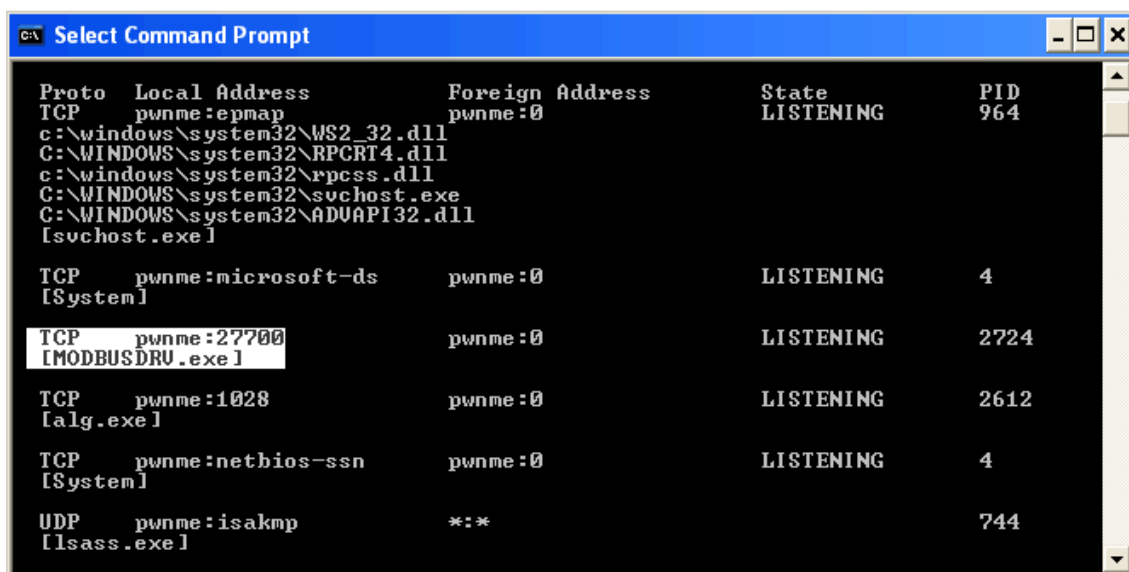 Select Command Prompt
Proto Local Address Foreign Address State PID
TCP pwnme:epmap pwnme:0 LISTENING 964
c:\windows\system32\WS2_32.dll
C:\WINDOWS\system32\RPCRT4.dll
c:\windows\system32\rpcss.dll
C:\WINDOWS\system32\svchost.exe
C:\WINDOWS\system32\ADVAPI32.dll
[svchost.exe]
TCP pwnme:microsoft-ds pwnme:0 LISTENING 4
[System]
TCP pwnme:27700 pwnme:0 LISTENING 2724
[MODBUSDRV.exe]
TCP pwnme:1028 pwnme:0 LISTENING 2612
[alg.exe]
TCP pwnme:netbios-ssn pwnme:0 LISTENING 4
[System]
UDP pwnme:isakmp *:* 744
[lsass.exe]